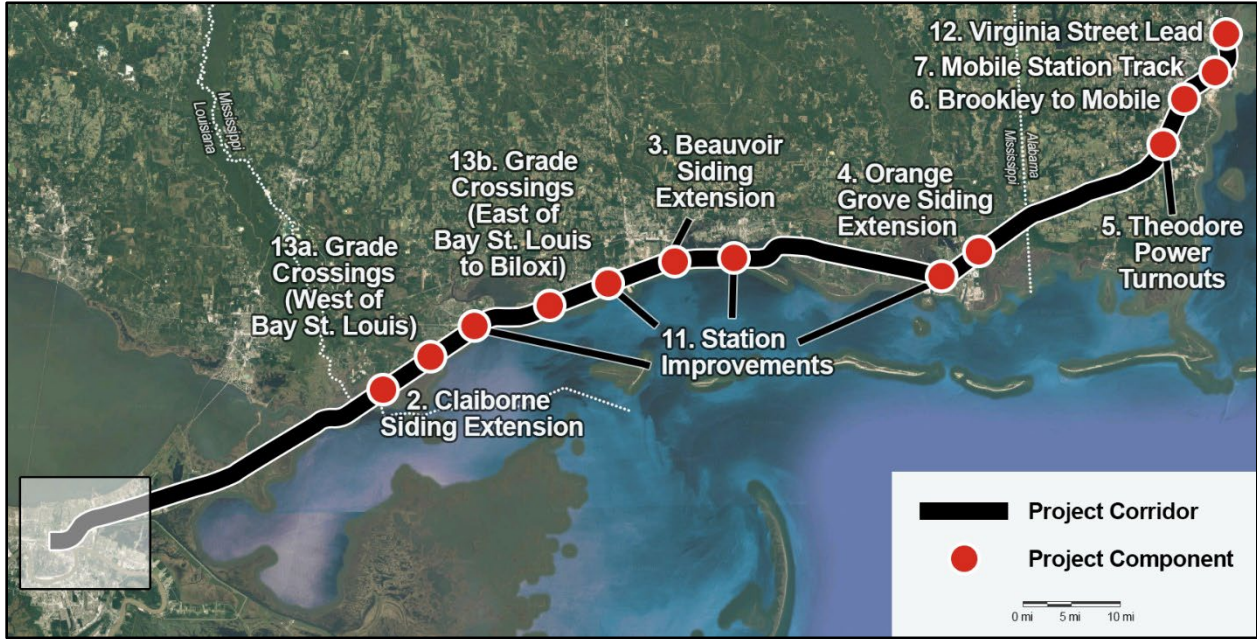 12. Virginia Street Lead
7. Mobile Station Track
6. Brookley to Mobile
Mississippi
Louisiana
13b. Grade
Crossings
(East of
Bay St. Louis
to Biloxi)
3. Beauvoir
Siding
Extension
4. Orange
Grove Siding
Extension
Alabama
Mississippi
5. Theodore
Power
Turnouts
13a. Grade
Crossings
(West of
Bay St. Louis)
11. Station
Improvements
2. Claiborne
Siding Extension
Project Corridor
Project Component
0 mi 5 mi 10 mi